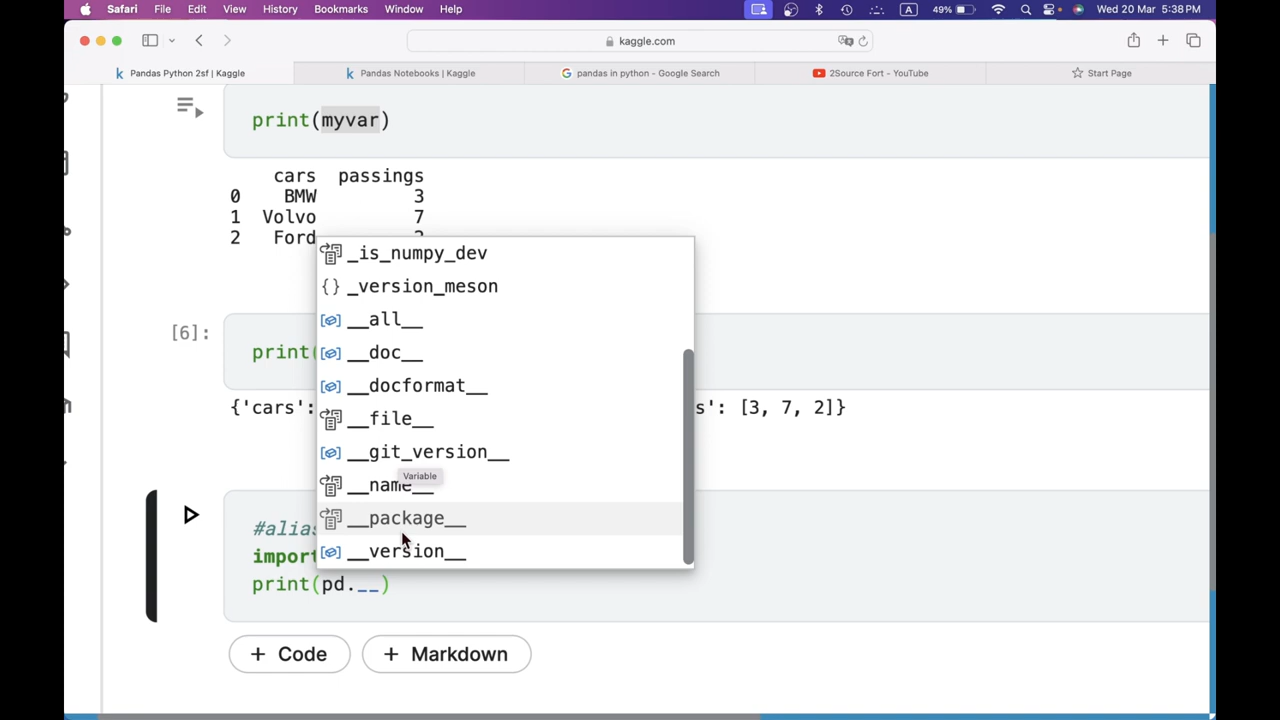 Safari File Edit View History Bookmarks Window Help A 49% Wed 20 Mar 5:38 PM
kaggle.com
Pandas Python 2sf | Kaggle Pandas Notebooks | Kaggle pandas in python - Google Search 2Source Fort - YouTube Start Page
print(myvar)
cars passings
0 BMW 3
1 Volvo 7
2 Ford
_is_numpy_dev
_version_meson
__all__
[6]:
print(
__doc__
__docformat__
{'cars': s': [3, 7, 2]}
__file__
__git_version__
Variable
__name__
__package__
#alias
import
__version__
print(pd.__)
+ Code + Markdown